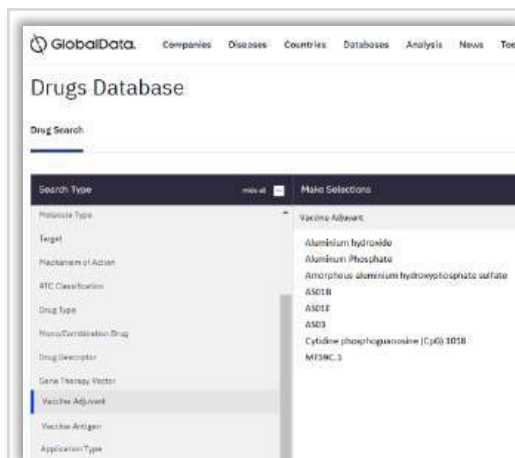 GlobalData. Companies Diseases Countries Databases Analysis News
Drugs Database
Drug Search
Search Type
Make Selections
Molecule Type
Target
Mechanism of Action
ATC Classification
Drug Type
Mono/Combination Drug
Drug Descriptor
Gene Therapy Vector
Vaccine Adjuvant
Vaccine Antigen
Application Type
Vaccine Adjuvant
Aluminium hydroxide
Aluminum Phosphate
Amorphous aluminium hydroxyphosphate sulfate
AS01B
AS01E
AS03
Cytidine phosphoguanosine (CpG) 1018
MF59C.1